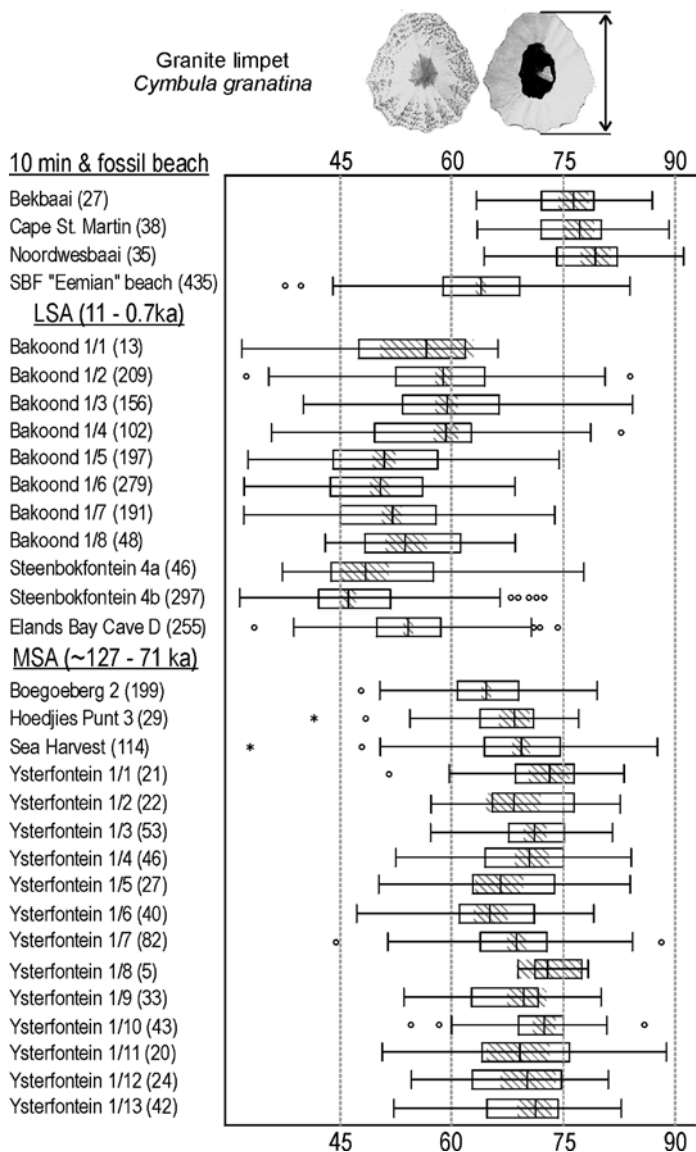 Granite limpet
Cymbula granatina
10 min & fossil beach 45 60 75 90
Bekbaai (27)
Cape St. Martin (38)
Noordwesbaai (35)
SBF "Eemian" beach (435)
LSA (11 - 0.7ka)
Bakoond 1/1 (13)
Bakoond 1/2 (209)
Bakoond 1/3 (156)
Bakoond 1/4 (102)
Bakoond 1/5 (197)
Bakoond 1/6 (279)
Bakoond 1/7 (191)
Bakoond 1/8 (48)
Steenbokfontein 4a (46)
Steenbokfontein 4b (297)
Elands Bay Cave D (255)
MSA (~127 - 71 ka)
Boegoeberg 2 (199)
Hoedjies Punt 3 (29)
Sea Harvest (114)
Ysterfontein 1/1 (21)
Ysterfontein 1/2 (22)
Ysterfontein 1/3 (53)
Ysterfontein 1/4 (46)
Ysterfontein 1/5 (27)
Ysterfontein 1/6 (40)
Ysterfontein 1/7 (82)
Ysterfontein 1/8 (5)
Ysterfontein 1/9 (33)
Ysterfontein 1/10 (43)
Ysterfontein 1/11 (20)
Ysterfontein 1/12 (24)
Ysterfontein 1/13 (42)
45 60 75 90